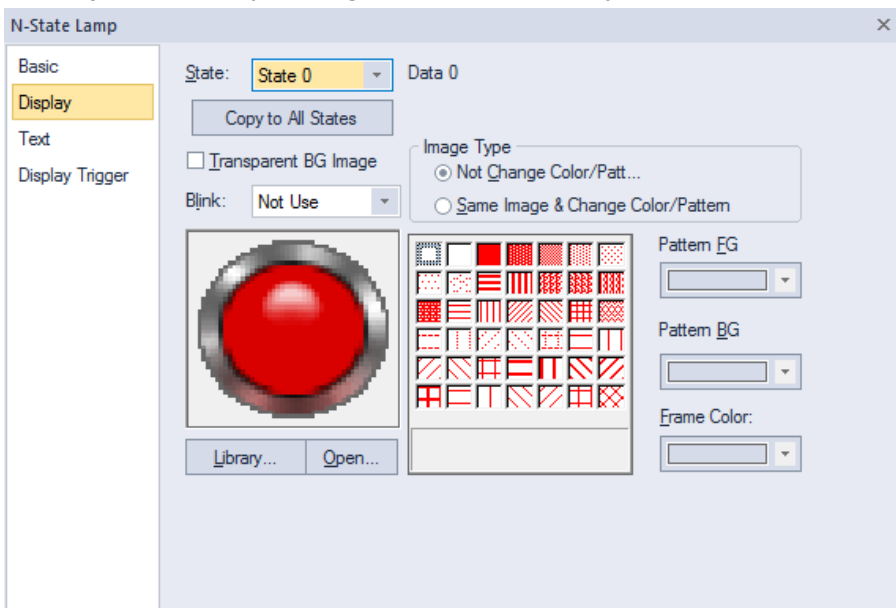 N-State Lamp
Basic
Display
Text
Display Trigger
State: State 0 Data 0
Copy to All States
Transparent BG Image
Blink: Not Use
Image Type
Not Change Color/Patt...
Same Image & Change Color/Pattern
Pattern FG
Pattern BG
Frame Color:
Library... Open...